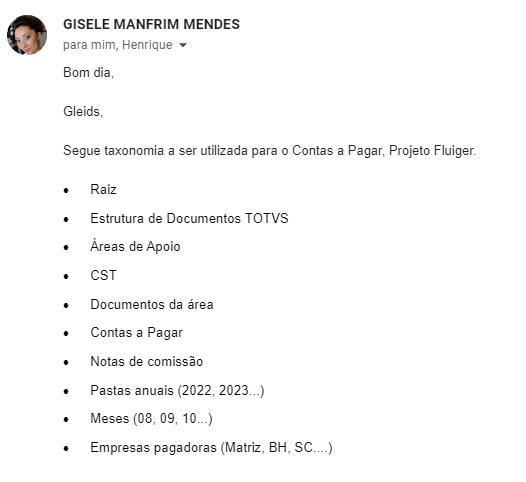 GISELE MANFRIM MENDES
para mim, Henrique
Bom dia,
Gleids,
Segue taxonomia a ser utilizada para o Contas a Pagar, Projeto Fluiger.
• Raiz
• Estrutura de Documentos TOTVS
• Áreas de Apoio
• CST
• Documentos da área
• Contas a Pagar
• Notas de comissão
• Pastas anuais (2022, 2023...)
• Meses (08, 09, 10...)
• Empresas pagadoras (Matriz, BH, SC....)